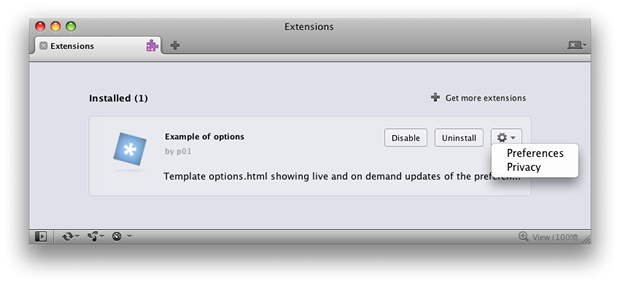 Extensions
Extensions
Installed (1)
Get more extensions
Example of options
Disable
Uninstall
by p01
Preferences
Privacy
Template options.html showing live and on demand updates of the preferen...
View (100%